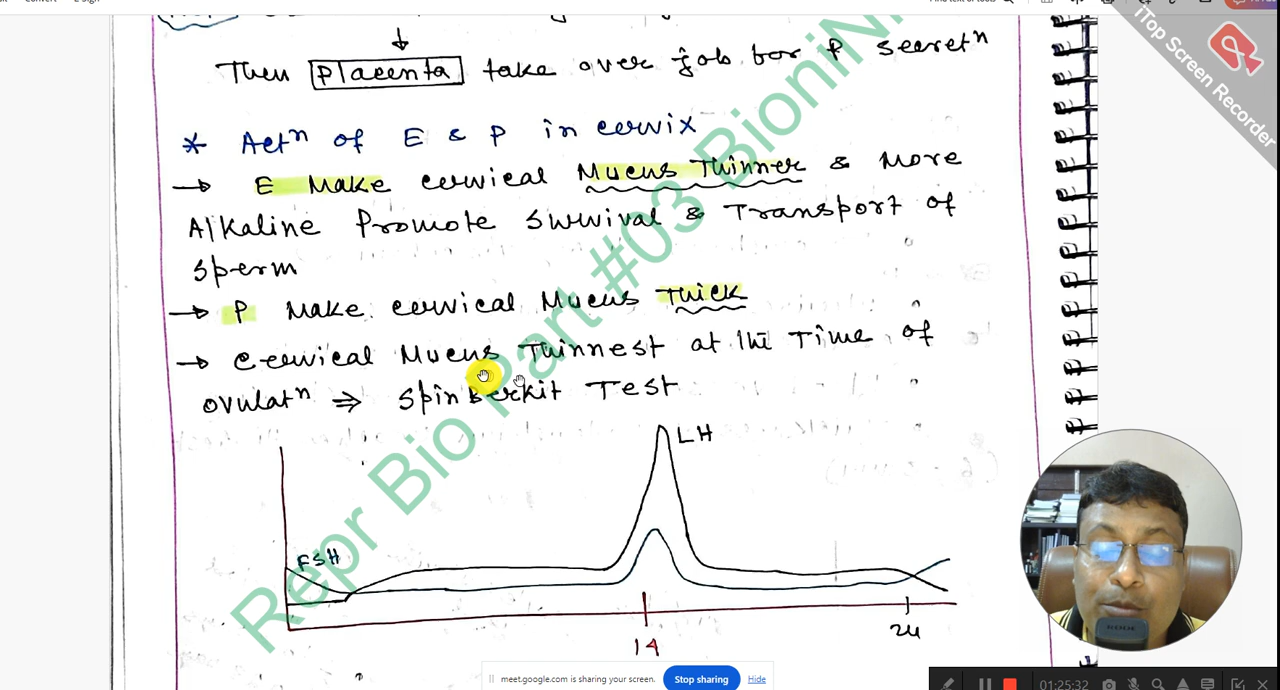 Then Placenta take over job for P secretⁿ
* Actⁿ of E & P in cervix
→ E Make cervical Mucus Thinner & More
Alkaline Promote Survival & Transport of
Sperm
→ P Make cervical Mucus Thick
→ cervical Mucus Thinnest at the Time of
ovulatⁿ ⇒ Spinberkit Test
LH
FSH
14
24
Repr Bio Part #03 BioniN
iTop Screen Recorder
meet.google.com is sharing your screen.
Stop sharing
Hide
01:25:32